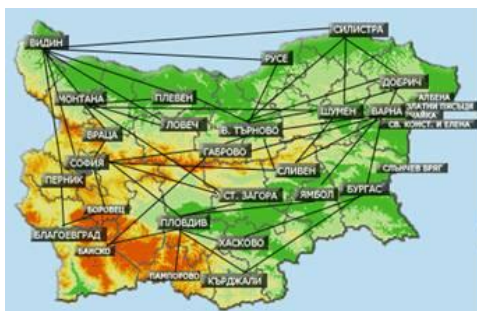 СИЛИСТРА
ВИДИН
РУСЕ
ДОБРИЧ
АЛБЕНА
МОНТАНА
ПЛЕВЕН
ЗЛАТНИ ПЯСЪЦИ
ШУМЕН
ВАРНА
ЧАЙКА
ЛОВЕЧ
В. ТЪРНОВО
СВ. КОНСТ. И ЕЛЕНА
ВРАЦА
ГАБРОВО
СОФИЯ
СЛИВЕН
СЛЪНЧЕВ БРЯГ
ПЕРНИК
СТ. ЗАГОРА
ЯМБОЛ
БУРГАС
БОРОВЕЦ
ПЛОВДИВ
БЛАГОЕВГРАД
ХАСКОВО
БАНСКО
ПАМПОРОВО
КЪРДЖАЛИ